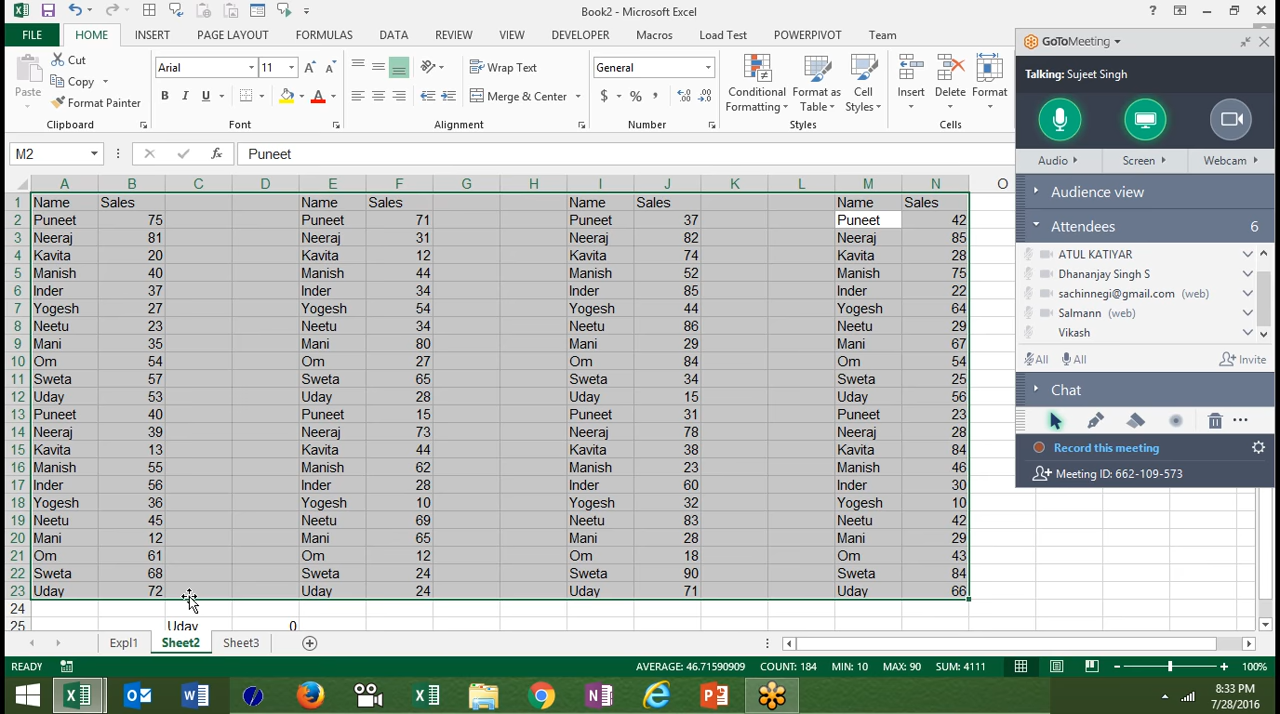 Book2 - Microsoft Excel
FILE HOME INSERT PAGE LAYOUT FORMULAS DATA REVIEW VIEW DEVELOPER Macros Load Test POWERPIVOT Team
Paste
Cut
Copy
Format Painter
Clipboard
Arial 11
B I U
Font
Wrap Text
Merge & Center
Alignment
General
$ % ,
Number
Conditional Formatting
Format as Table
Cell Styles
Styles
Insert Delete Format
Cells
M2 fx Puneet
A B C D E F G H I J K L M N O
1 Name Sales Name Sales Name Sales Name Sales
2 Puneet 75 Puneet 71 Puneet 37 Puneet 42
3 Neeraj 81 Neeraj 31 Neeraj 82 Neeraj 85
4 Kavita 20 Kavita 12 Kavita 74 Kavita 28
5 Manish 40 Manish 44 Manish 52 Manish 75
6 Inder 37 Inder 34 Inder 85 Inder 22
7 Yogesh 27 Yogesh 54 Yogesh 44 Yogesh 64
8 Neetu 23 Neetu 34 Neetu 86 Neetu 29
9 Mani 35 Mani 80 Mani 29 Mani 67
10 Om 54 Om 27 Om 84 Om 54
11 Sweta 57 Sweta 65 Sweta 34 Sweta 25
12 Uday 53 Uday 28 Uday 15 Uday 56
13 Puneet 40 Puneet 15 Puneet 31 Puneet 23
14 Neeraj 39 Neeraj 73 Neeraj 78 Neeraj 28
15 Kavita 13 Kavita 44 Kavita 38 Kavita 84
16 Manish 55 Manish 62 Manish 23 Manish 46
17 Inder 56 Inder 28 Inder 60 Inder 30
18 Yogesh 36 Yogesh 10 Yogesh 32 Yogesh 10
19 Neetu 45 Neetu 69 Neetu 83 Neetu 42
20 Mani 12 Mani 65 Mani 28 Mani 29
21 Om 61 Om 12 Om 18 Om 43
22 Sweta 68 Sweta 24 Sweta 90 Sweta 84
23 Uday 72 Uday 24 Uday 71 Uday 66
24
25 Uday 0
Expl1 Sheet2 Sheet3
READY AVERAGE: 46.71590909 COUNT: 184 MIN: 10 MAX: 90 SUM: 4111 100%
GoToMeeting
Talking: Sujeet Singh
Audio Screen Webcam
Audience view
Attendees 6
ATUL KATIYAR
Dhananjay Singh S
sachinnegi@gmail.com (web)
Salmann (web)
Vikash
All All Invite
Chat
Record this meeting
Meeting ID: 662-109-573
8:33 PM
7/28/2016